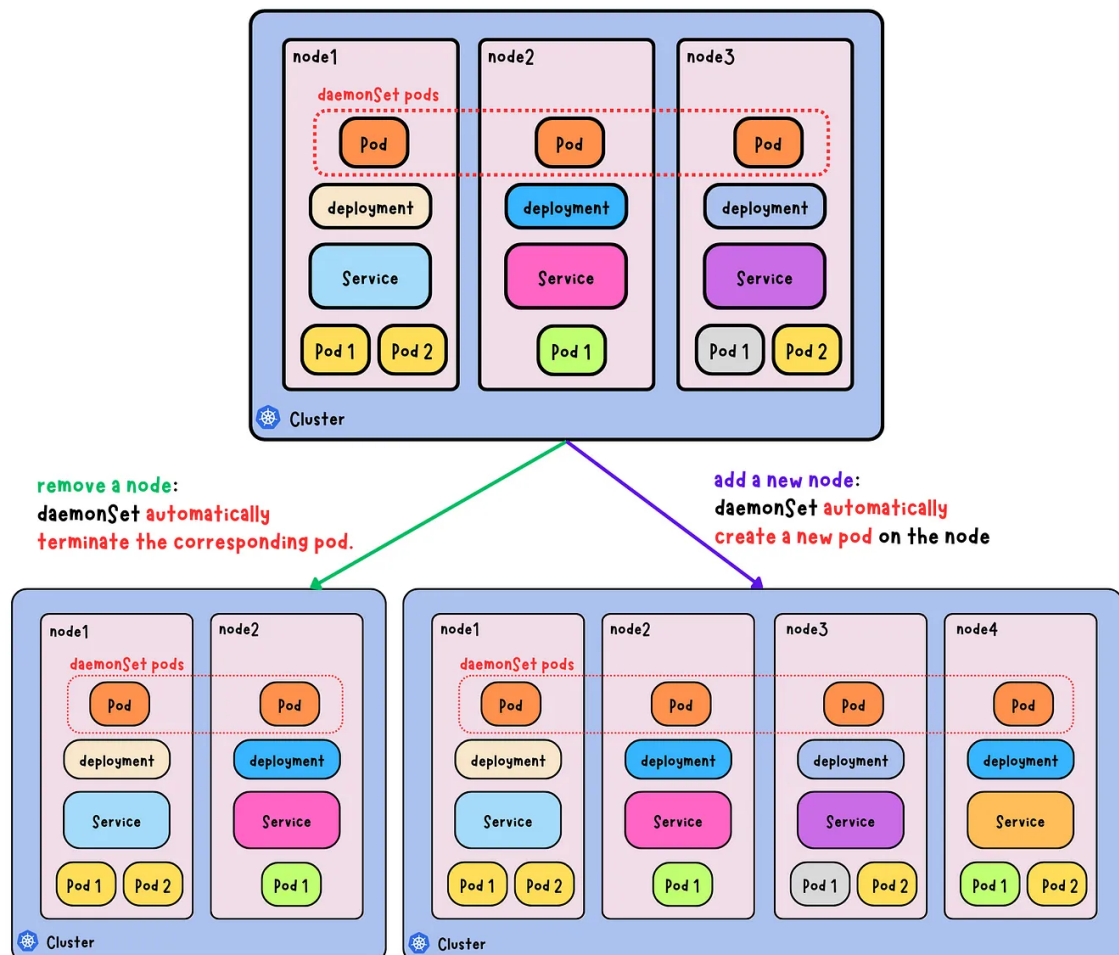 node1
node2
node3
daemonSet pods
Pod
Pod
Pod
deployment
deployment
deployment
Service
Service
Service
Pod 1
Pod 2
Pod 1
Pod 1
Pod 2
Cluster
remove a node:
daemonSet automatically
terminate the corresponding pod.
add a new node:
daemonSet automatically
create a new pod on the node
node1
node2
daemonSet pods
Pod
Pod
deployment
deployment
Service
Service
Pod 1
Pod 2
Pod 1
Cluster
node1
node2
node3
node4
daemonSet pods
Pod
Pod
Pod
Pod
deployment
deployment
deployment
deployment
Service
Service
Service
Service
Pod 1
Pod 2
Pod 1
Pod 1
Pod 2
Pod 1
Pod 2
Cluster